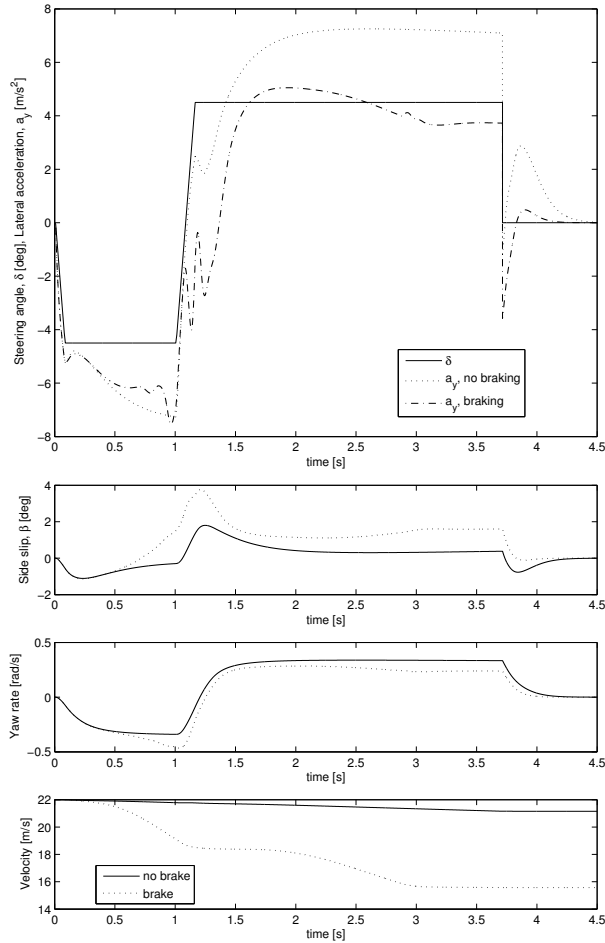 8
6
4
2
0
−2
−4
−6
−8
Steering angle, δ [deg], Lateral acceleration, a_y [m/s²]
δ
a_y, no braking
a_y, braking
0 0.5 1 1.5 2 2.5 3 3.5 4 4.5
time [s]
4
2
0
−2
Side slip, β [deg]
0 0.5 1 1.5 2 2.5 3 3.5 4 4.5
time [s]
0.5
0
−0.5
Yaw rate [rad/s]
0 0.5 1 1.5 2 2.5 3 3.5 4 4.5
time [s]
22
20
18
16
14
Velocity [m/s]
no brake
brake
0 0.5 1 1.5 2 2.5 3 3.5 4 4.5
time [s]